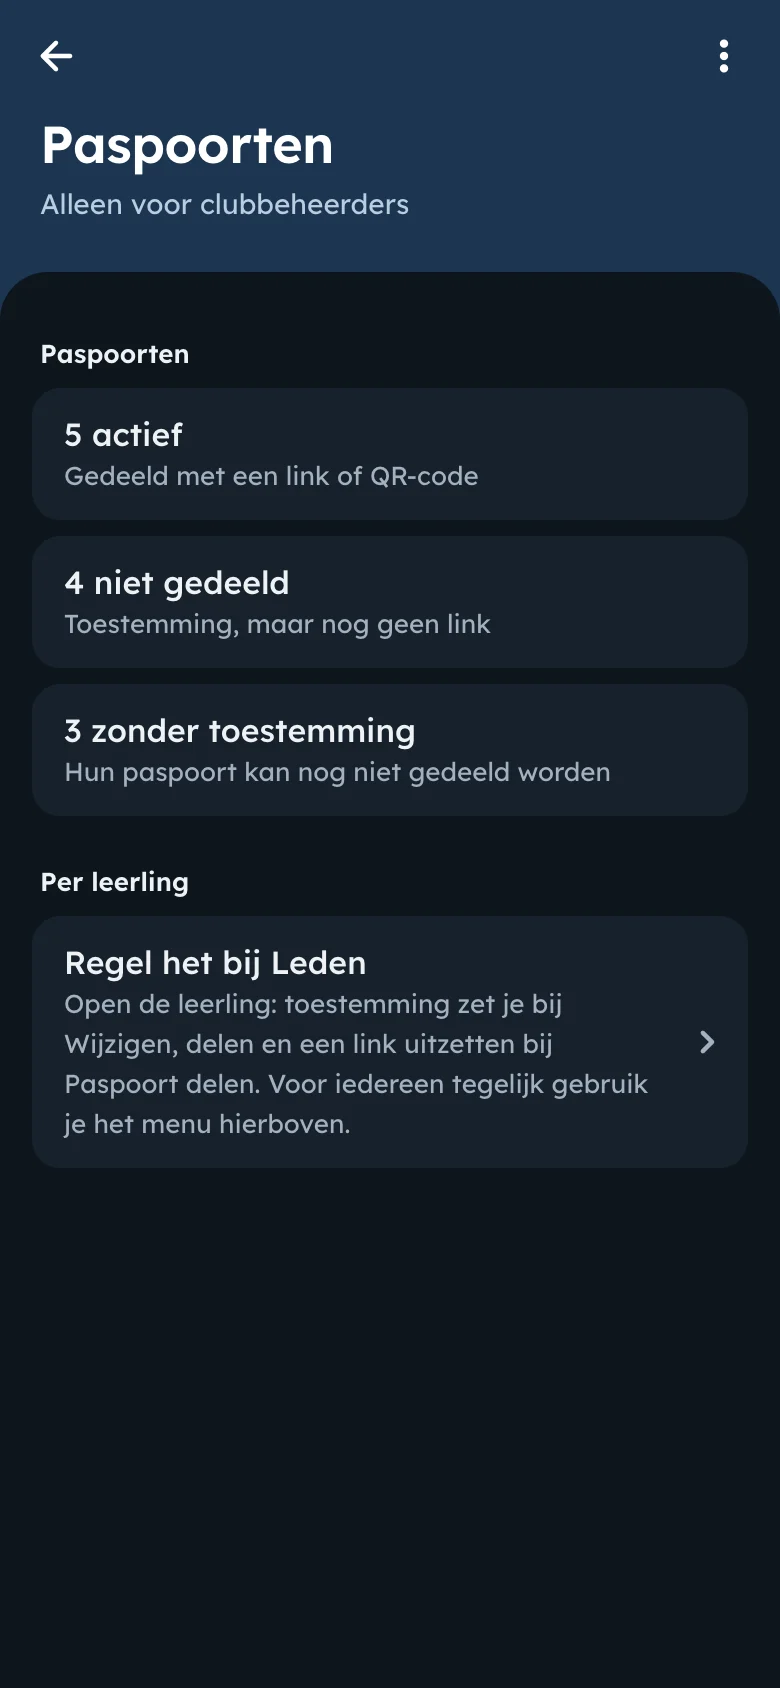 Paspoorten
Alleen voor clubbeheerders
Paspoorten
5 actief
Gedeeld met een link of QR-code
4 niet gedeeld
Toestemming, maar nog geen link
3 zonder toestemming
Hun paspoort kan nog niet gedeeld worden
Per leerling
Regel het bij Leden
Open de leerling: toestemming zet je bij
Wijzigen, delen en een link uitzetten bij
Paspoort delen. Voor iedereen tegelijk gebruik
je het menu hierboven.